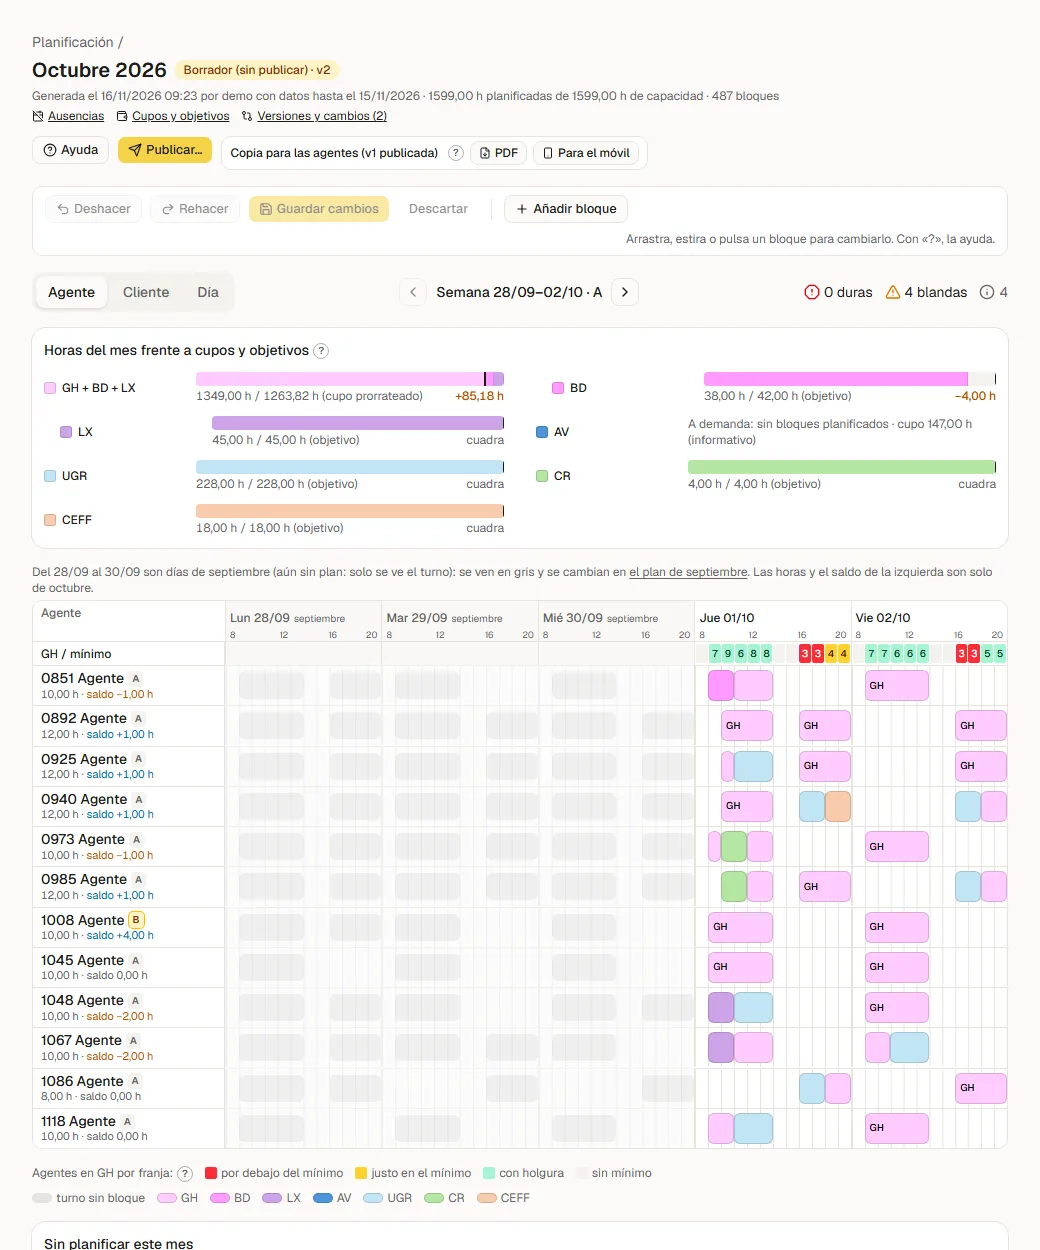 Planificación /
Octubre 2026 Borrador (sin publicar) · v2
Generada el 16/11/2026 09:23 por demo con datos hasta el 15/11/2026 · 1599,00 h planificadas de 1599,00 h de capacidad · 487 bloques
Ausencias Cupos y objetivos Versiones y cambios (2)
Ayuda Publicar... Copia para las agentes (v1 publicada) ? PDF Para el móvil
Deshacer Rehacer Guardar cambios Descartar + Añadir bloque
Arrastra, estira o pulsa un bloque para cambiarlo. Con «?», la ayuda.
Agente Cliente Día Semana 28/09–02/10 · A 0 duras 4 blandas 4
Horas del mes frente a cupos y objetivos ?
GH + BD + LX
1349,00 h / 1263,82 h (cupo prorrateado) +85,18 h
BD
38,00 h / 42,00 h (objetivo) −4,00 h
LX
45,00 h / 45,00 h (objetivo) cuadra
AV
A demanda: sin bloques planificados · cupo 147,00 h
(informativo)
UGR
228,00 h / 228,00 h (objetivo) cuadra
CR
4,00 h / 4,00 h (objetivo) cuadra
CEFF
18,00 h / 18,00 h (objetivo) cuadra
Del 28/09 al 30/09 son días de septiembre (aún sin plan: solo se ve el turno): se ven en gris y se cambian en el plan de septiembre. Las horas y el saldo de la izquierda son solo
de octubre.
Agente Lun 28/09 septiembre Mar 29/09 septiembre Mié 30/09 septiembre Jue 01/10 Vie 02/10
8 12 16 20 8 12 16 20 8 12 16 20 8 12 16 20 8 12 16 20
GH / mínimo 7 9 6 8 8 3 3 4 4 7 7 6 6 6 3 3 5 5
0851 Agente A GH
10,00 h · saldo −1,00 h
0892 Agente A GH GH GH
12,00 h · saldo +1,00 h
0925 Agente A GH GH
12,00 h · saldo +1,00 h
0940 Agente A GH
12,00 h · saldo +1,00 h
0973 Agente A GH
10,00 h · saldo −1,00 h
0985 Agente A GH
12,00 h · saldo +1,00 h
1008 Agente B GH GH
10,00 h · saldo +4,00 h
1045 Agente A GH GH
10,00 h · saldo 0,00 h
1048 Agente A GH
10,00 h · saldo −2,00 h
1067 Agente A
10,00 h · saldo −2,00 h
1086 Agente A GH
8,00 h · saldo 0,00 h
1118 Agente A GH
10,00 h · saldo 0,00 h
Agentes en GH por franja: ? por debajo del mínimo justo en el mínimo con holgura sin mínimo
turno sin bloque GH BD LX AV UGR CR CEFF
Sin planificar este mes